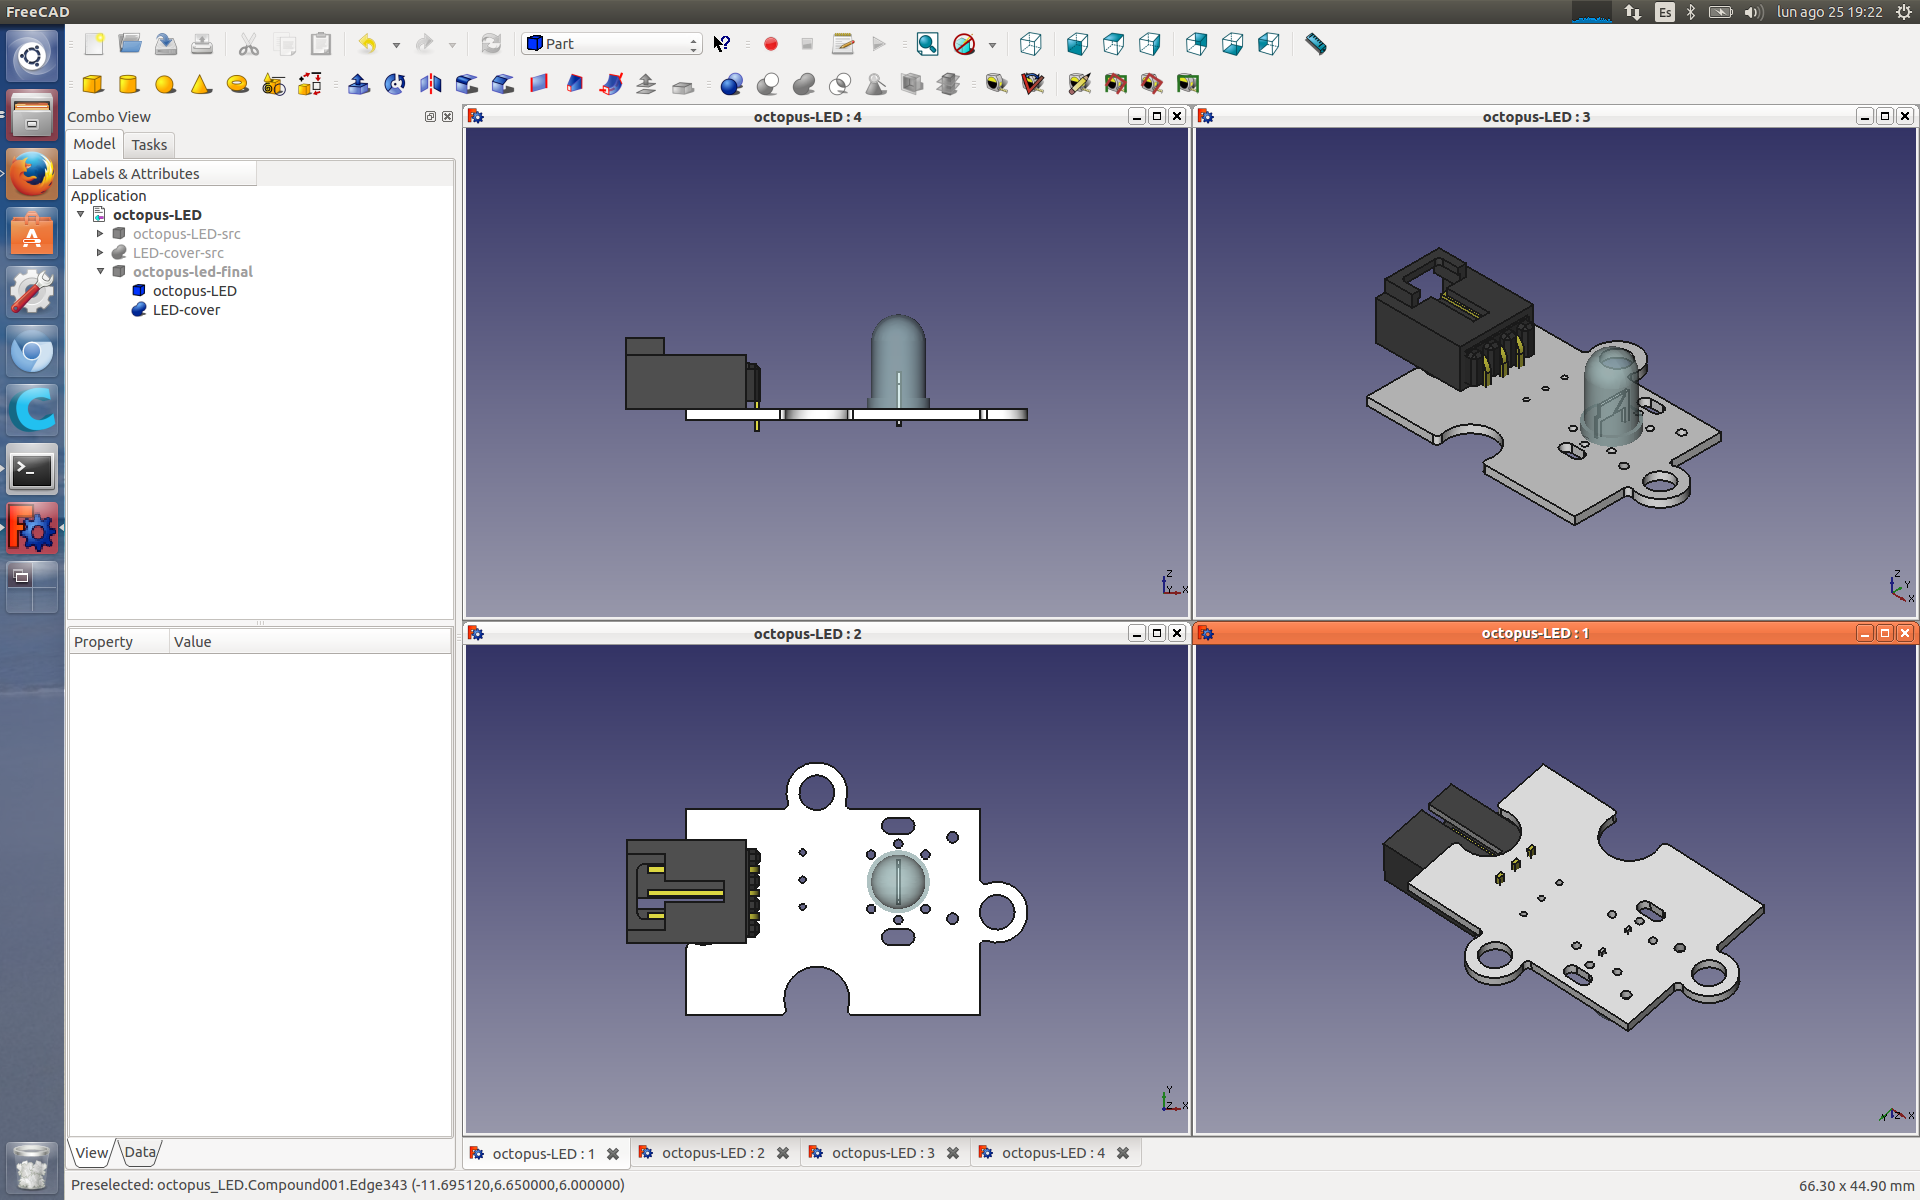 FreeCAD
Es
lun ago 25 19:22
Part
Combo View
Model
Tasks
Labels & Attributes
Application
octopus-LED
octopus-LED-src
LED-cover-src
octopus-led-final
octopus-LED
LED-cover
Property
Value
View
Data
octopus-LED : 4
Z
Y
X
octopus-LED : 3
Z
Y
X
octopus-LED : 2
Y
Z
X
octopus-LED : 1
Y
Z
X
octopus-LED : 1
octopus-LED : 2
octopus-LED : 3
octopus-LED : 4
Preselected: octopus_LED.Compound001.Edge343 (-11.695120,6.650000,6.000000)
66.30 x 44.90 mm